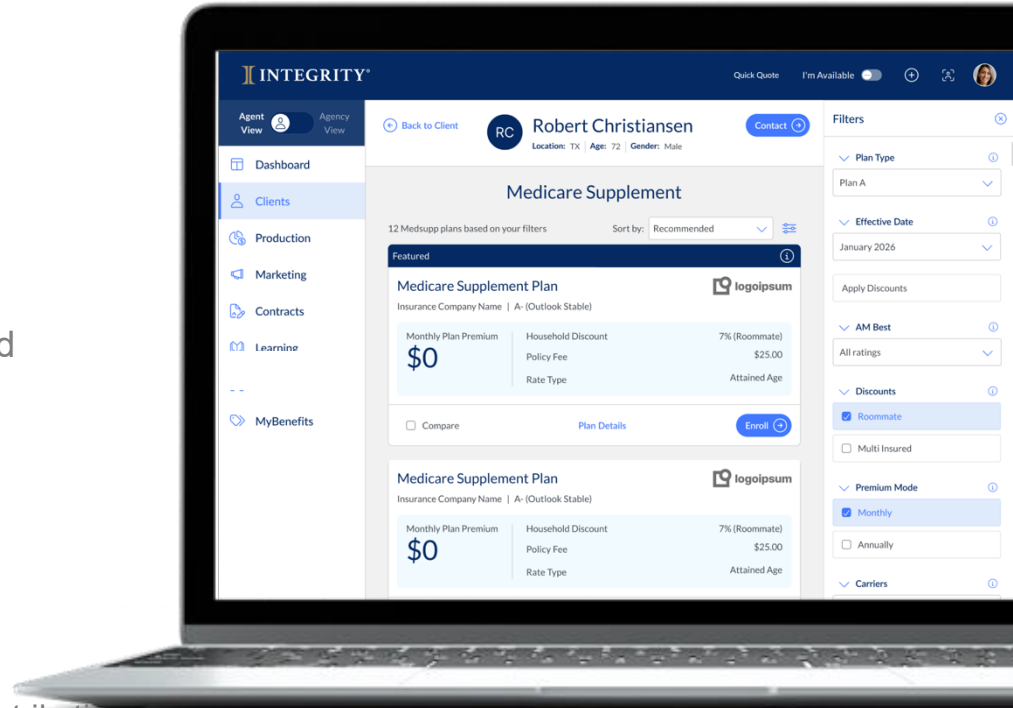 INTEGRITY®
Quick Quote
I'm Available
Agent View
Agency View
Dashboard
Clients
Production
Marketing
Contracts
Learning
MyBenefits
Back to Client
RC
Robert Christiansen
Location: TX | Age: 72 | Gender: Male
Contact
Medicare Supplement
12 Medsupp plans based on your filters
Sort by: Recommended
Featured
Medicare Supplement Plan
logoipsum
Insurance Company Name | A- (Outlook Stable)
Monthly Plan Premium
$0
Household Discount 7% (Roommate)
Policy Fee $25.00
Rate Type Attained Age
Compare
Plan Details
Enroll
Medicare Supplement Plan
logoipsum
Insurance Company Name | A- (Outlook Stable)
Monthly Plan Premium
$0
Household Discount 7% (Roommate)
Policy Fee $25.00
Rate Type Attained Age
Filters
Plan Type
Plan A
Effective Date
January 2026
Apply Discounts
AM Best
All ratings
Discounts
Roommate
Multi Insured
Premium Mode
Monthly
Annually
Carriers